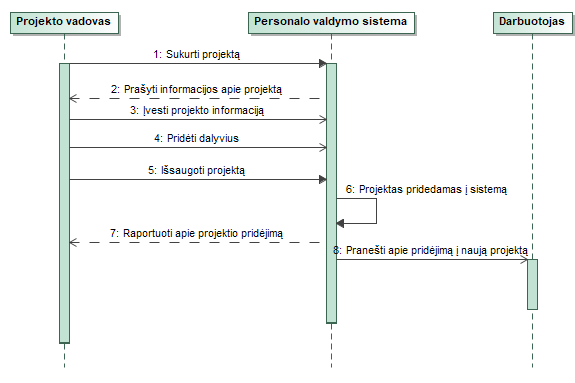 Projekto vadovas
Personalo valdymo sistema
Darbuotojas
1: Sukurti projektą
2: Prašyti informacijos apie projektą
3: Įvesti projekto informaciją
4: Pridėti dalyvius
5: Išsaugoti projektą
6: Projektas pridedamas į sistemą
7: Raportuoti apie projektio pridėjimą
8: Pranešti apie pridėjimą į naują projektą